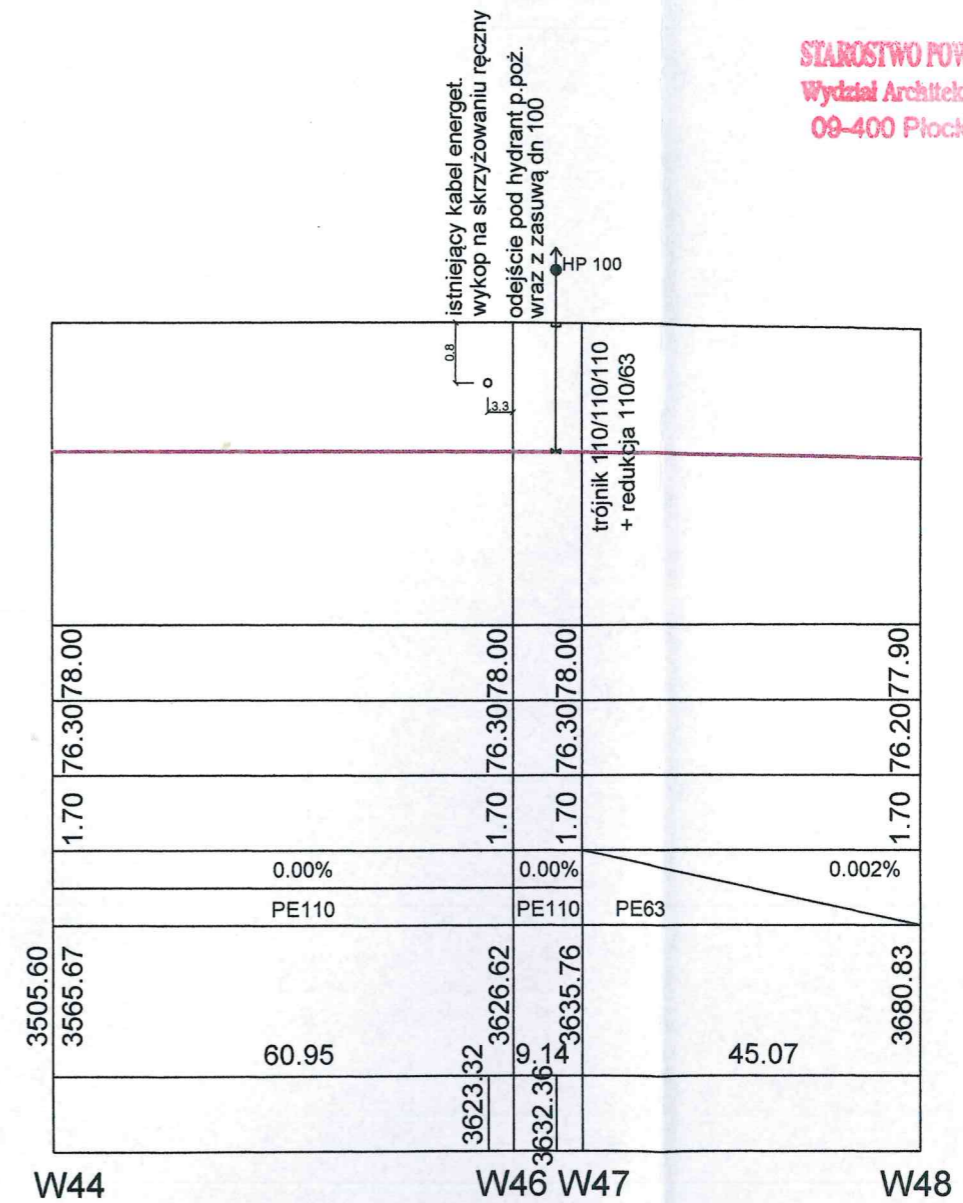 STAROSTWO POW
Wydział Architek
09-400 Płock
istniejący kabel energet.
wykop na skrzyżowaniu ręczny
odejście pod hydrant p.poż.
wraz z zasuwą dn 100
HP 100
0.8
3.3
trójnik 110/110/110
+ redukcja 110/63
78.00 78.00 78.00 77.90
76.30 76.30 76.30 76.20
1.70 1.70 1.70 1.70
0.00% 0.00% 0.002%
PE110 PE110 PE63
3505.60 3565.67 3626.62 3635.76 3680.83
60.95 9.14 45.07
3623.32 3632.36
W44 W46 W47 W48